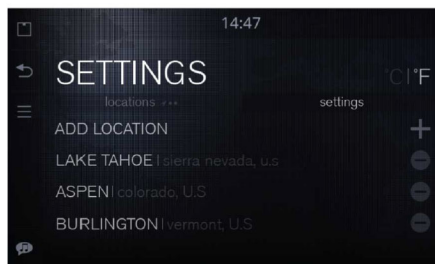 14:47
SETTINGS °C|°F
locations settings
ADD LOCATION
LAKE TAHOE | sierra nevada, u.s
ASPEN | colorado, U.S
BURLINGTON | vermont, U.S